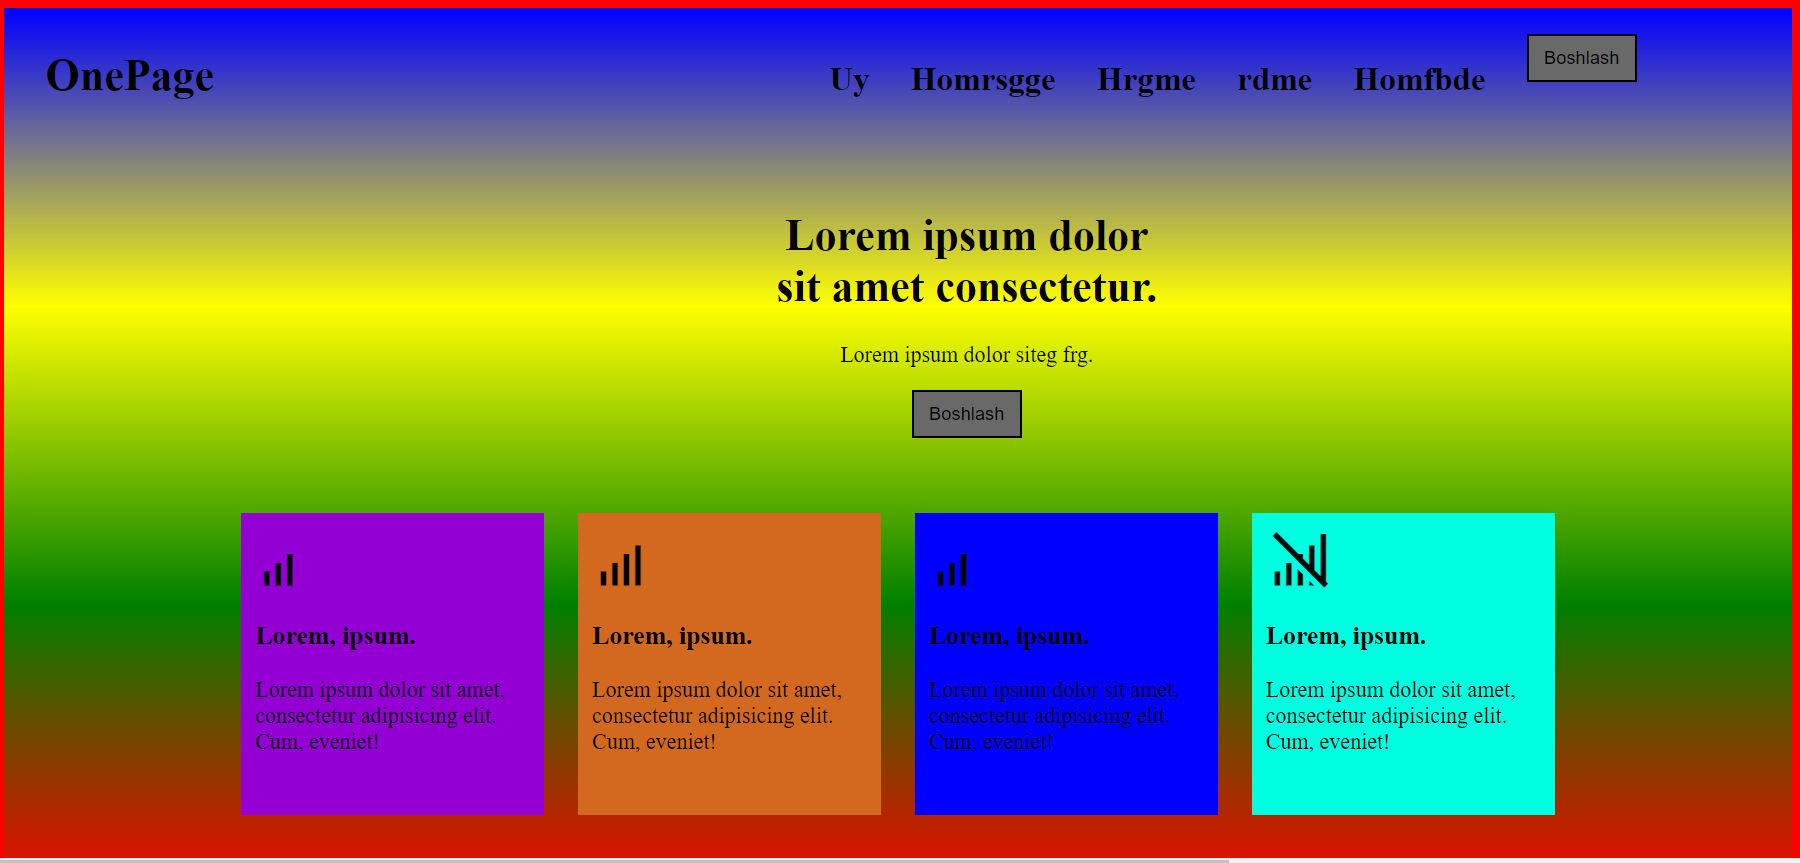 OnePage
Uy Homrsgge Hrgme rdme Homfbde Boshlash
Lorem ipsum dolor
sit amet consectetur.
Lorem ipsum dolor siteg frg.
Boshlash
Lorem, ipsum.
Lorem ipsum dolor sit amet,
consectetur adipisicing elit.
Cum, eveniet!
Lorem, ipsum.
Lorem ipsum dolor sit amet,
consectetur adipisicing elit.
Cum, eveniet!
Lorem, ipsum.
Lorem ipsum dolor sit amet,
consectetur adipisicing elit.
Cum, eveniet!
Lorem, ipsum.
Lorem ipsum dolor sit amet,
consectetur adipisicing elit.
Cum, eveniet!